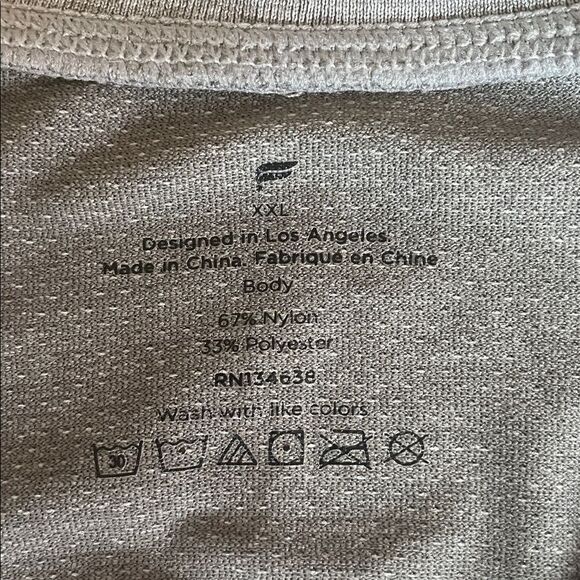 XXL
Designed in Los Angeles.
Made in China. Fabriqué en Chine
Body
67% Nylon
33% Polyester
RN134638
Wash with like colors
30